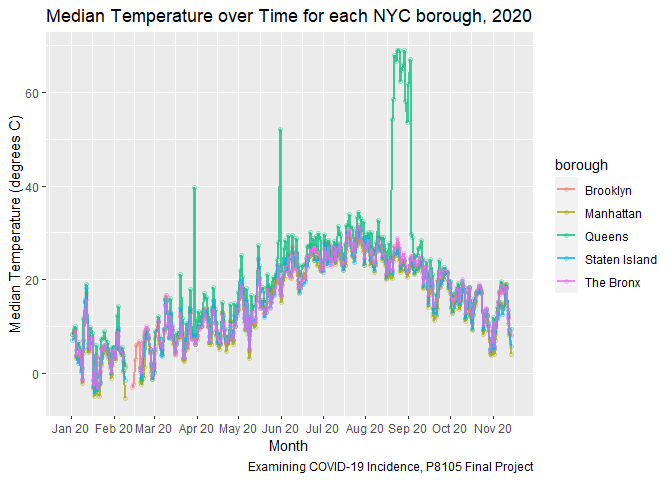 Median Temperature over Time for each NYC borough, 2020
Median Temperature (degrees C)
60
40
20
0
Jan 20 Feb 20 Mar 20 Apr 20 May 20 Jun 20 Jul 20 Aug 20 Sep 20 Oct 20 Nov 20
Month
borough
Brooklyn
Manhattan
Queens
Staten Island
The Bronx
Examining COVID-19 Incidence, P8105 Final Project